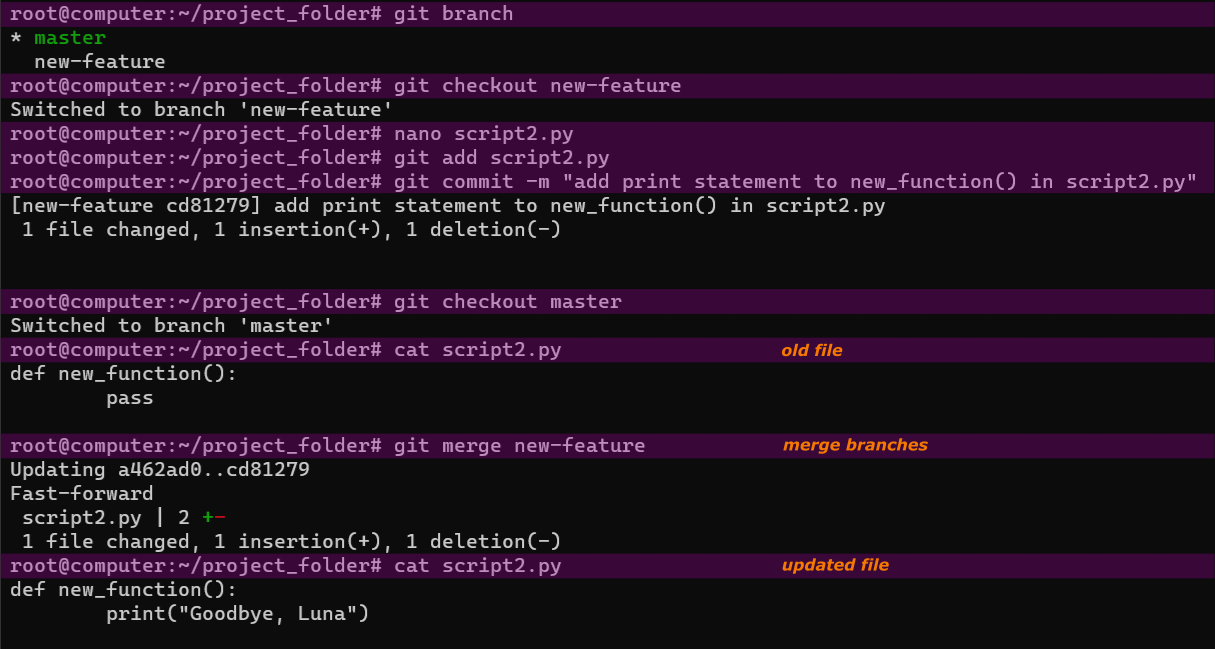 root@computer:~/project_folder# git branch
* master
  new-feature
root@computer:~/project_folder# git checkout new-feature
Switched to branch 'new-feature'
root@computer:~/project_folder# nano script2.py
root@computer:~/project_folder# git add script2.py
root@computer:~/project_folder# git commit -m "add print statement to new_function() in script2.py"
[new-feature cd81279] add print statement to new_function() in script2.py
 1 file changed, 1 insertion(+), 1 deletion(-)
root@computer:~/project_folder# git checkout master
Switched to branch 'master'
root@computer:~/project_folder# cat script2.py old file
def new_function():
        pass
root@computer:~/project_folder# git merge new-feature merge branches
Updating a462ad0..cd81279
Fast-forward
 script2.py | 2 +-
 1 file changed, 1 insertion(+), 1 deletion(-)
root@computer:~/project_folder# cat script2.py updated file
def new_function():
        print("Goodbye, Luna")